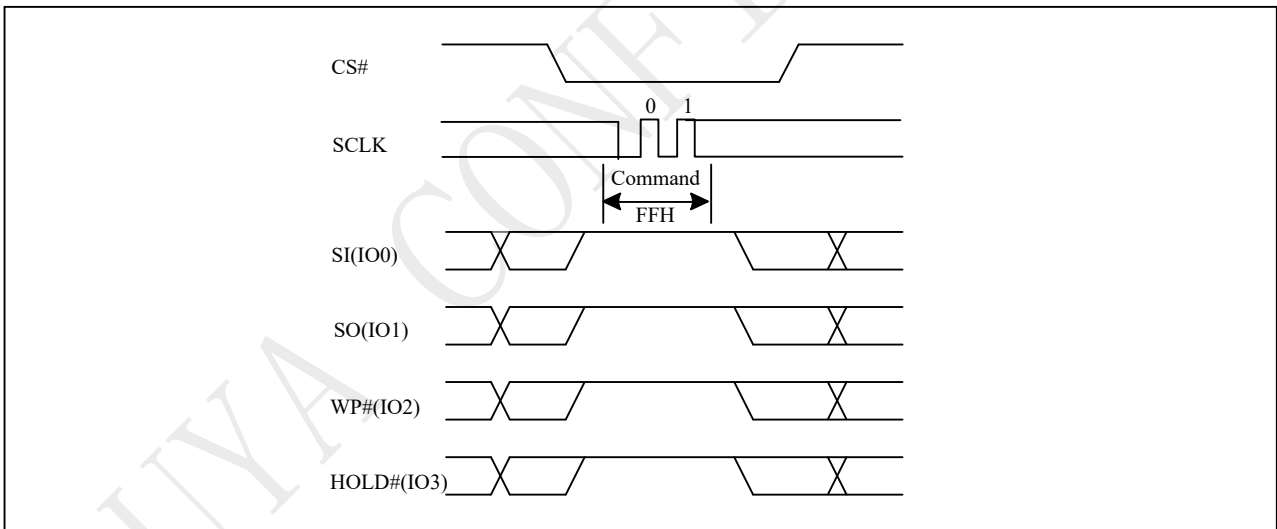 CS#
0 1
SCLK
Command
FFH
SI(IO0)
SO(IO1)
WP#(IO2)
HOLD#(IO3)